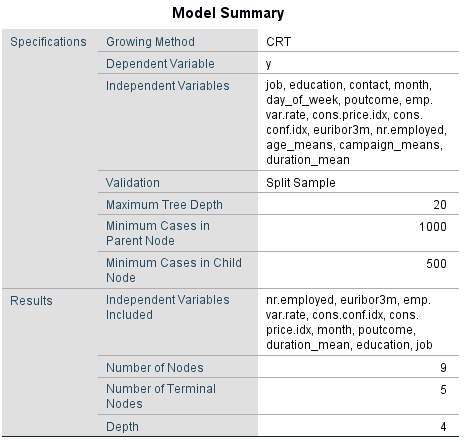 Model Summary
Specifications Growing Method CRT
Dependent Variable y
Independent Variables job, education, contact, month,
day_of_week, poutcome, emp.
var.rate, cons.price.idx, cons.
conf.idx, euribor3m, nr.employed,
age_means, campaign_means,
duration_mean
Validation Split Sample
Maximum Tree Depth 20
Minimum Cases in 1000
Parent Node
Minimum Cases in Child 500
Node
Results Independent Variables nr.employed, euribor3m, emp.
Included var.rate, cons.conf.idx, cons.
price.idx, month, poutcome,
duration_mean, education, job
Number of Nodes 9
Number of Terminal 5
Nodes
Depth 4